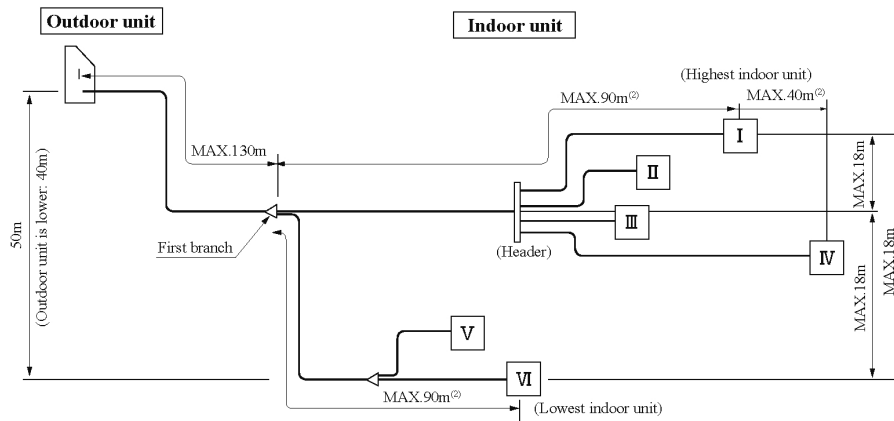 Outdoor unit
Indoor unit
(Highest indoor unit)
MAX.90m(2)
MAX.40m(2)
I
MAX.130m
II
MAX.18m
50m
(Outdoor unit is lower: 40m)
First branch
III
(Header)
IV
MAX.18m
MAX.18m
V
VI
MAX.90m(2)
(Lowest indoor unit)